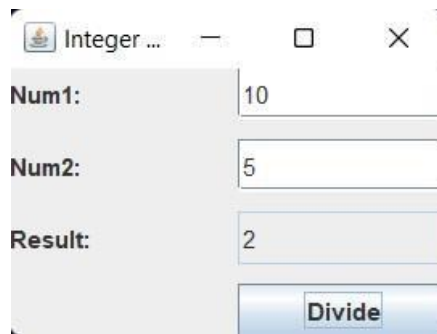 Integer ...
Num1: 10
Num2: 5
Result: 2
Divide